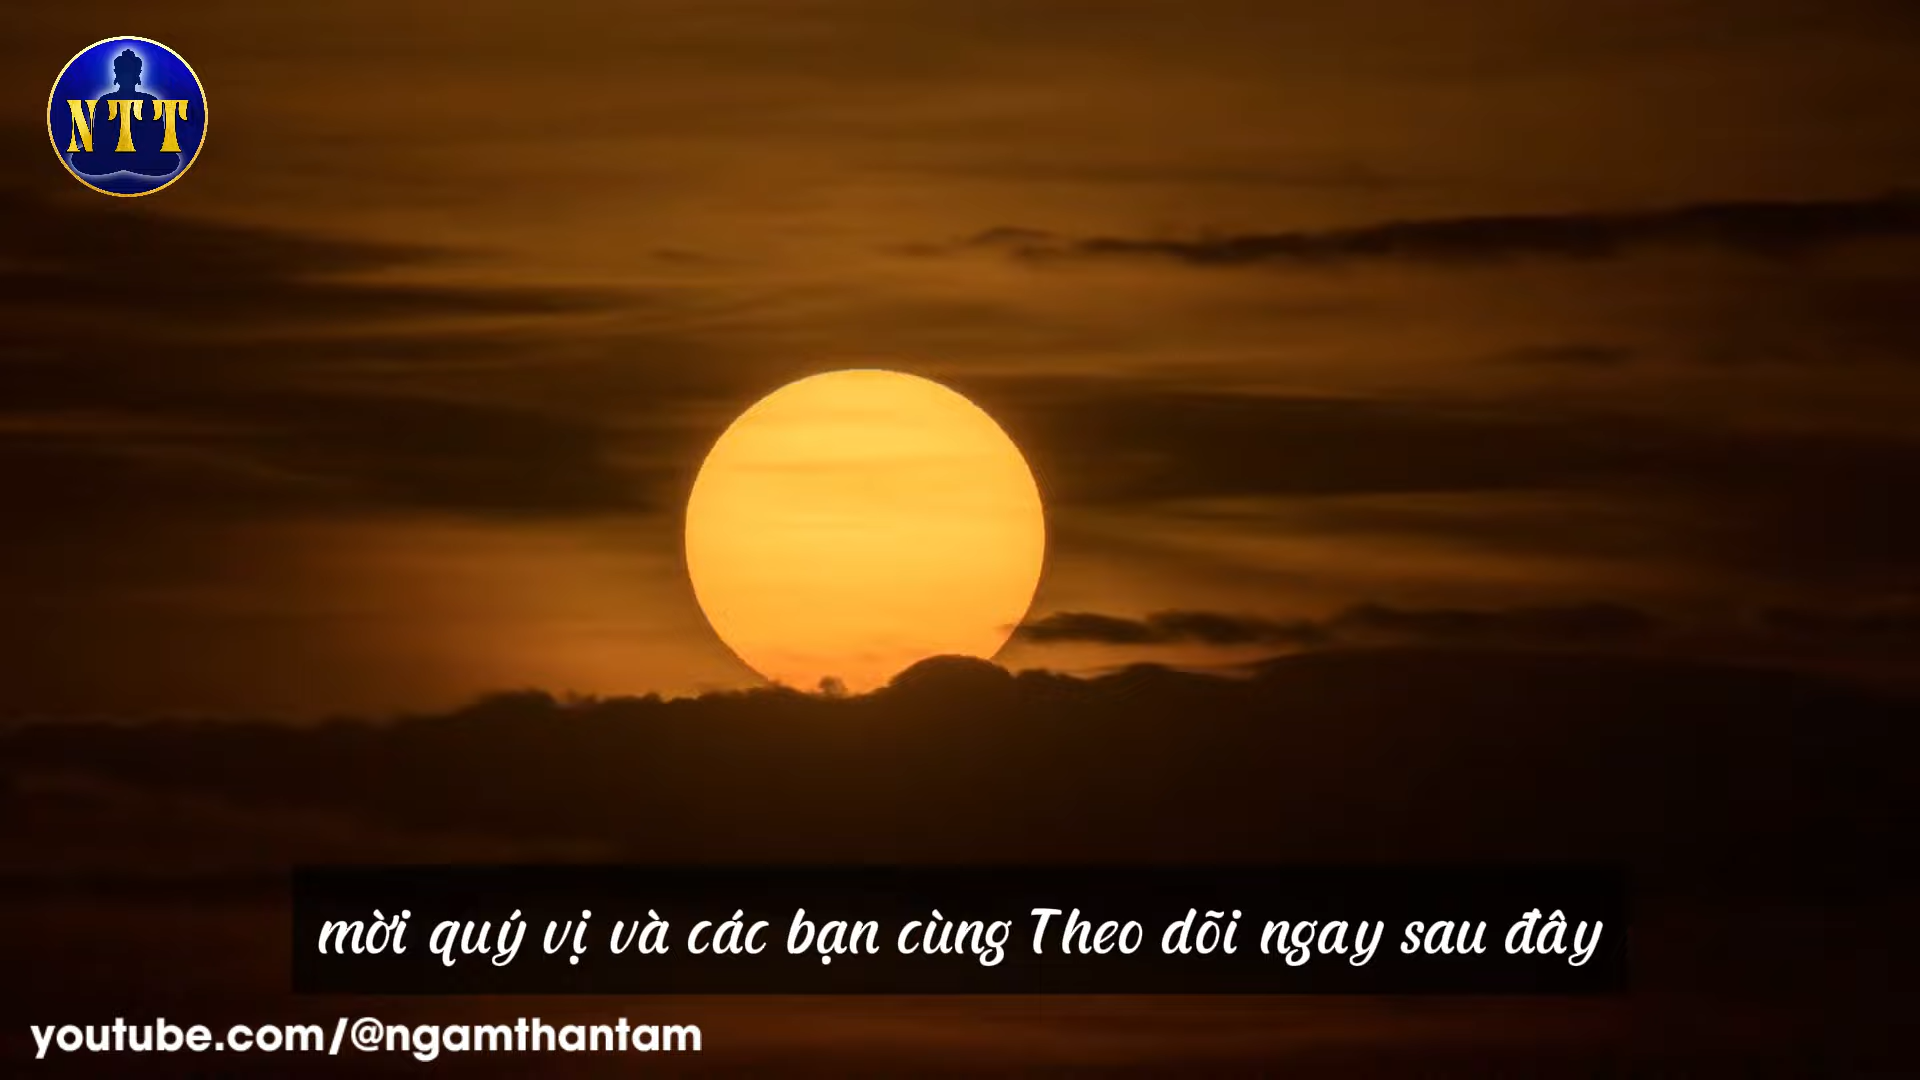 NTT
mời quý vị và các bạn cùng Theo dõi ngay sau đây
youtube.com/@ngamthantam